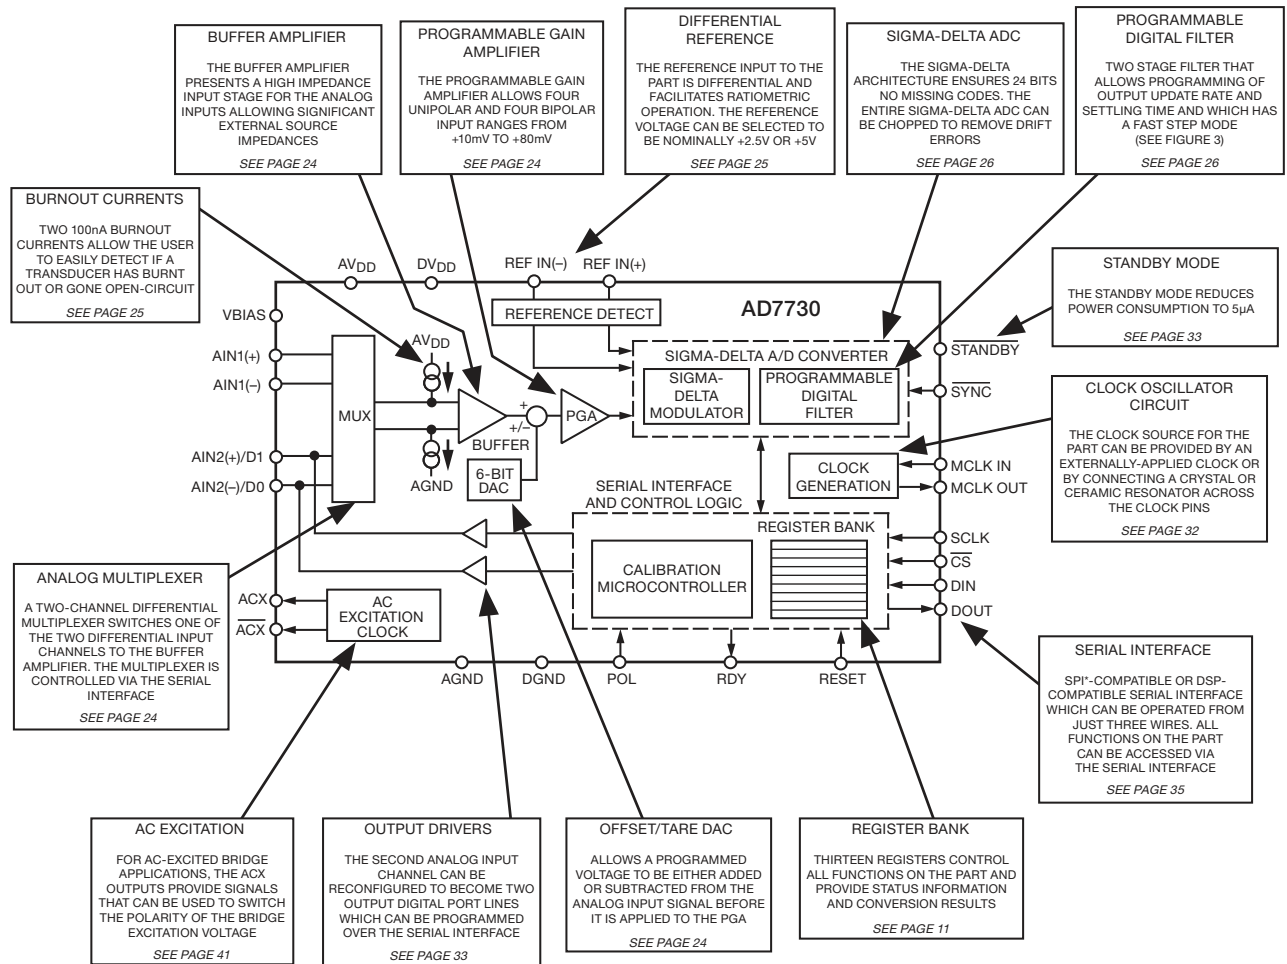 BUFFER AMPLIFIER
THE BUFFER AMPLIFIER
PRESENTS A HIGH IMPEDANCE
INPUT STAGE FOR THE ANALOG
INPUTS ALLOWING SIGNIFICANT
EXTERNAL SOURCE
IMPEDANCES
SEE PAGE 24
PROGRAMMABLE GAIN
AMPLIFIER
THE PROGRAMMABLE GAIN
AMPLIFIER ALLOWS FOUR
UNIPOLAR AND FOUR BIPOLAR
INPUT RANGES FROM
+10mV TO +80mV
SEE PAGE 24
DIFFERENTIAL
REFERENCE
THE REFERENCE INPUT TO THE
PART IS DIFFERENTIAL AND
FACILITATES RATIOMETRIC
OPERATION. THE REFERENCE
VOLTAGE CAN BE SELECTED TO
BE NOMINALLY +2.5V OR +5V
SEE PAGE 25
SIGMA-DELTA ADC
THE SIGMA-DELTA
ARCHITECTURE ENSURES 24 BITS
NO MISSING CODES. THE
ENTIRE SIGMA-DELTA ADC CAN
BE CHOPPED TO REMOVE DRIFT
ERRORS
SEE PAGE 26
PROGRAMMABLE
DIGITAL FILTER
TWO STAGE FILTER THAT
ALLOWS PROGRAMMING OF
OUTPUT UPDATE RATE AND
SETTLING TIME AND WHICH HAS
A FAST STEP MODE
(SEE FIGURE 3)
SEE PAGE 26
BURNOUT CURRENTS
TWO 100nA BURNOUT
CURRENTS ALLOW THE USER
TO EASILY DETECT IF A
TRANSDUCER HAS BURNT
OUT OR GONE OPEN-CIRCUIT
SEE PAGE 25
STANDBY MODE
THE STANDBY MODE REDUCES
POWER CONSUMPTION TO 5µA
SEE PAGE 33
CLOCK OSCILLATOR
CIRCUIT
THE CLOCK SOURCE FOR THE
PART CAN BE PROVIDED BY AN
EXTERNALLY-APPLIED CLOCK OR
BY CONNECTING A CRYSTAL OR
CERAMIC RESONATOR ACROSS
THE CLOCK PINS
SEE PAGE 32
AVDD
DVDD
REF IN(–)
REF IN(+)
AD7730
VBIAS
REFERENCE DETECT
AIN1(+)
AIN1(–)
AVDD
SIGMA-DELTA A/D CONVERTER
SIGMA-
DELTA
MODULATOR
PROGRAMMABLE
DIGITAL
FILTER
STANDBY
SYNC
MUX
+
+/–
PGA
BUFFER
AIN2(+)/D1
AIN2(–)/D0
AGND
6-BIT
DAC
CLOCK
GENERATION
MCLK IN
MCLK OUT
SERIAL INTERFACE
AND CONTROL LOGIC
REGISTER BANK
CALIBRATION
MICROCONTROLLER
SCLK
CS
DIN
DOUT
ACX
ACX
AC
EXCITATION
CLOCK
AGND
DGND
POL
RDY
RESET
ANALOG MULTIPLEXER
A TWO-CHANNEL DIFFERENTIAL
MULTIPLEXER SWITCHES ONE OF
THE TWO DIFFERENTIAL INPUT
CHANNELS TO THE BUFFER
AMPLIFIER. THE MULTIPLEXER IS
CONTROLLED VIA THE SERIAL
INTERFACE
SEE PAGE 24
SERIAL INTERFACE
SPI*-COMPATIBLE OR DSP-
COMPATIBLE SERIAL INTERFACE
WHICH CAN BE OPERATED FROM
JUST THREE WIRES. ALL
FUNCTIONS ON THE PART
CAN BE ACCESSED VIA
THE SERIAL INTERFACE
SEE PAGE 35
AC EXCITATION
FOR AC-EXCITED BRIDGE
APPLICATIONS, THE ACX
OUTPUTS PROVIDE SIGNALS
THAT CAN BE USED TO SWITCH
THE POLARITY OF THE BRIDGE
EXCITATION VOLTAGE
SEE PAGE 41
OUTPUT DRIVERS
THE SECOND ANALOG INPUT
CHANNEL CAN BE
RECONFIGURED TO BECOME TWO
OUTPUT DIGITAL PORT LINES
WHICH CAN BE PROGRAMMED
OVER THE SERIAL INTERFACE
SEE PAGE 33
OFFSET/TARE DAC
ALLOWS A PROGRAMMED
VOLTAGE TO BE EITHER ADDED
OR SUBTRACTED FROM THE
ANALOG INPUT SIGNAL BEFORE
IT IS APPLIED TO THE PGA
SEE PAGE 24
REGISTER BANK
THIRTEEN REGISTERS CONTROL
ALL FUNCTIONS ON THE PART AND
PROVIDE STATUS INFORMATION
AND CONVERSION RESULTS
SEE PAGE 11